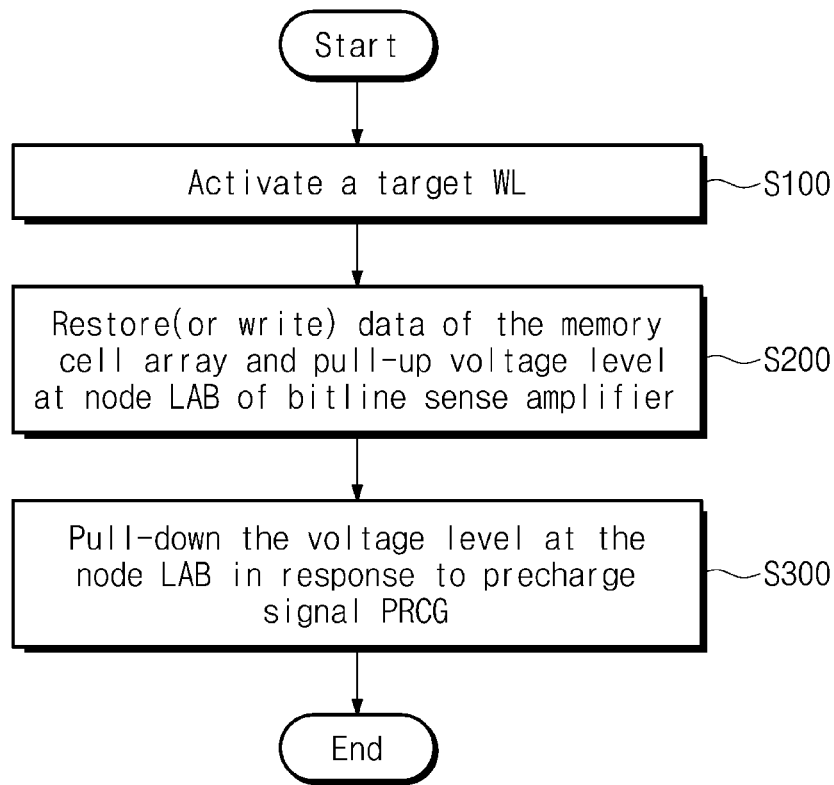 Start
Activate a target WL
S100
Restore(or write) data of the memory
cell array and pull-up voltage level
at node LAB of bitline sense amplifier
S200
Pull-down the voltage level at the
node LAB in response to precharge
signal PRCG
S300
End